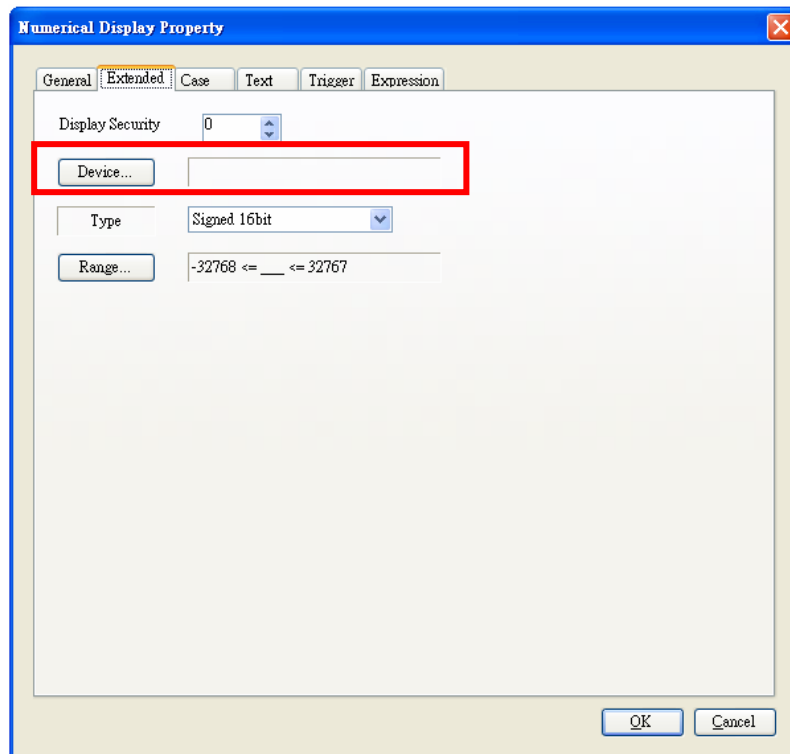 Numerical Display Property
General Extended Case Text Trigger Expression
Display Security 0
Device...
Type Signed 16bit
Range... -32768 <= ___ <= 32767
OK Cancel